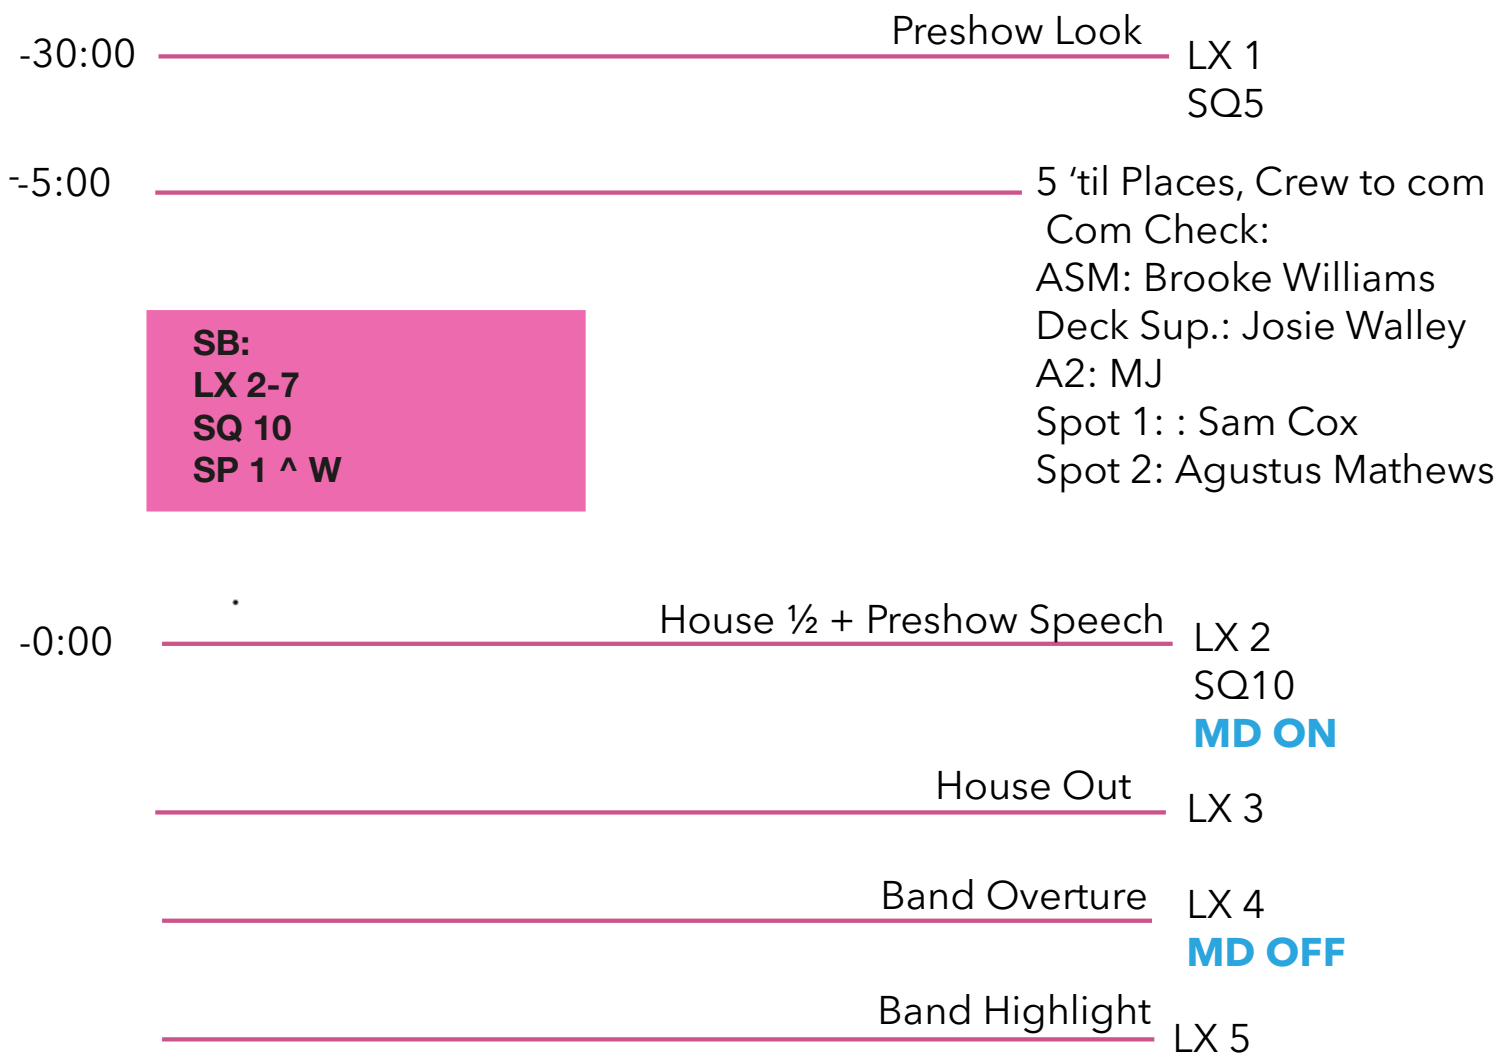 Preshow Look
-30:00
LX 1
SQ5
--5:00
5 ‘til Places, Crew to com
Com Check:
ASM: Brooke Williams
Deck Sup.: Josie Walley
A2: MJ
Spot 1: : Sam Cox
Spot 2: Agustus Mathews
SB:
LX 2-7
SQ 10
SP 1 ^ W
House ½ + Preshow Speech
-0:00
LX 2
SQ10
MD ON
House Out
LX 3
Band Overture
LX 4
MD OFF
Band Highlight
LX 5